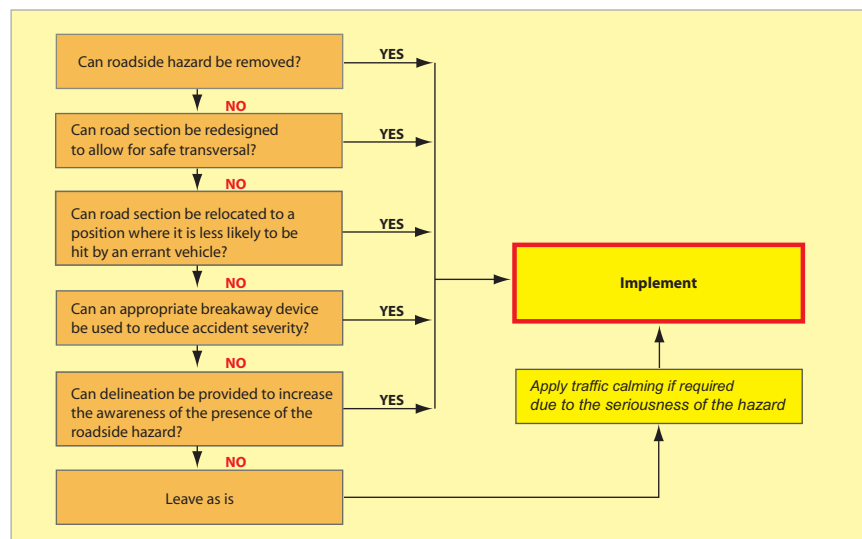 Can roadside hazard be removed?
YES
NO
Can road section be redesigned
to allow for safe transversal?
YES
NO
Can road section be relocated to a
position where it is less likely to be
hit by an errant vehicle?
YES
NO
Can an appropriate breakaway device
be used to reduce accident severity?
YES
NO
Can delineation be provided to increase
the awareness of the presence of the
roadside hazard?
YES
NO
Leave as is
Apply traffic calming if required
due to the seriousness of the hazard
Implement